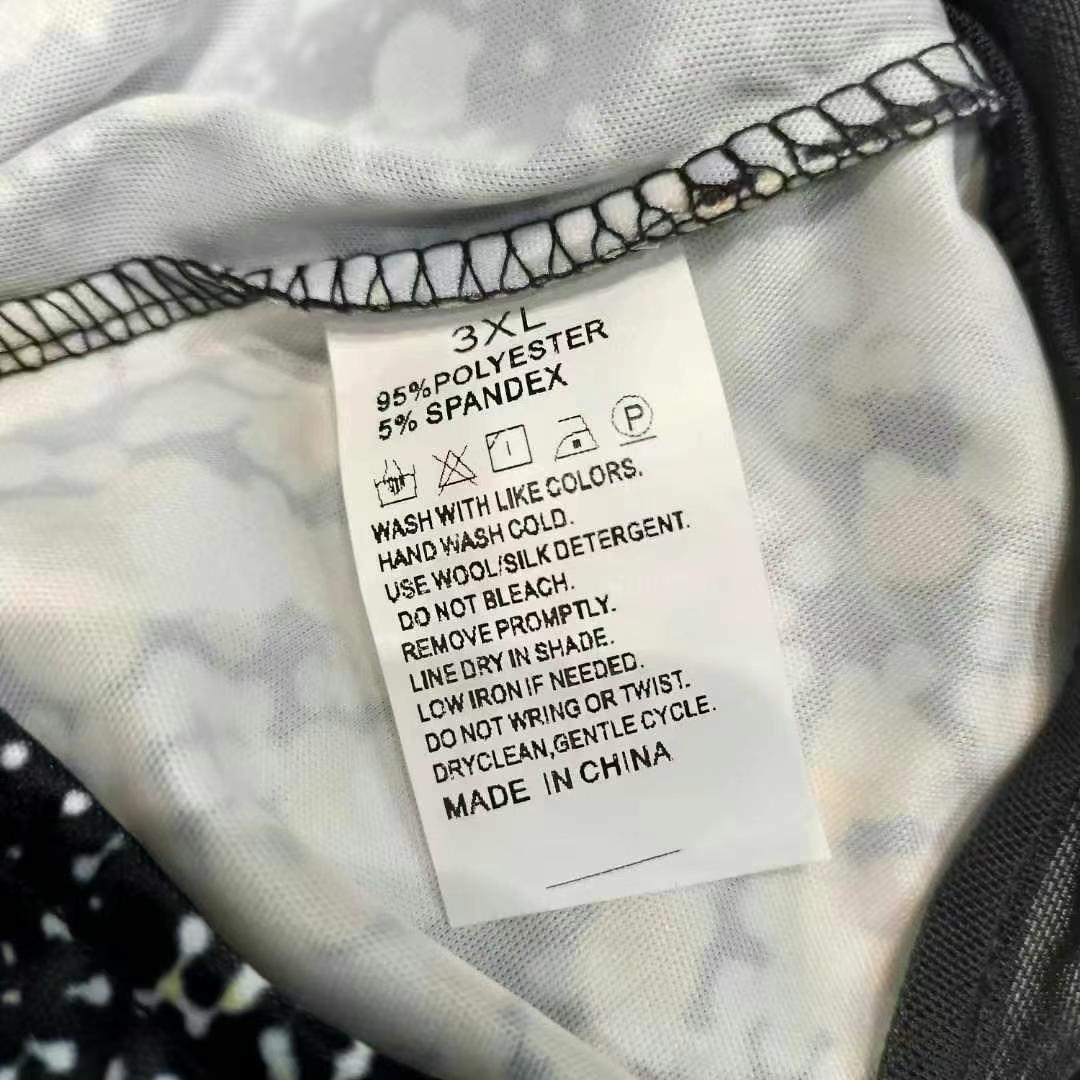 3XL
95%POLYESTER
5% SPANDEX
P
WASH WITH LIKE COLORS.
HAND WASH COLD.
USE WOOL/SILK DETERGENT.
DO NOT BLEACH.
REMOVE PROMPTLY.
LINE DRY IN SHADE.
LOW IRON IF NEEDED.
DO NOT WRING OR TWIST.
DRYCLEAN,GENTLE CYCLE.
MADE IN CHINA